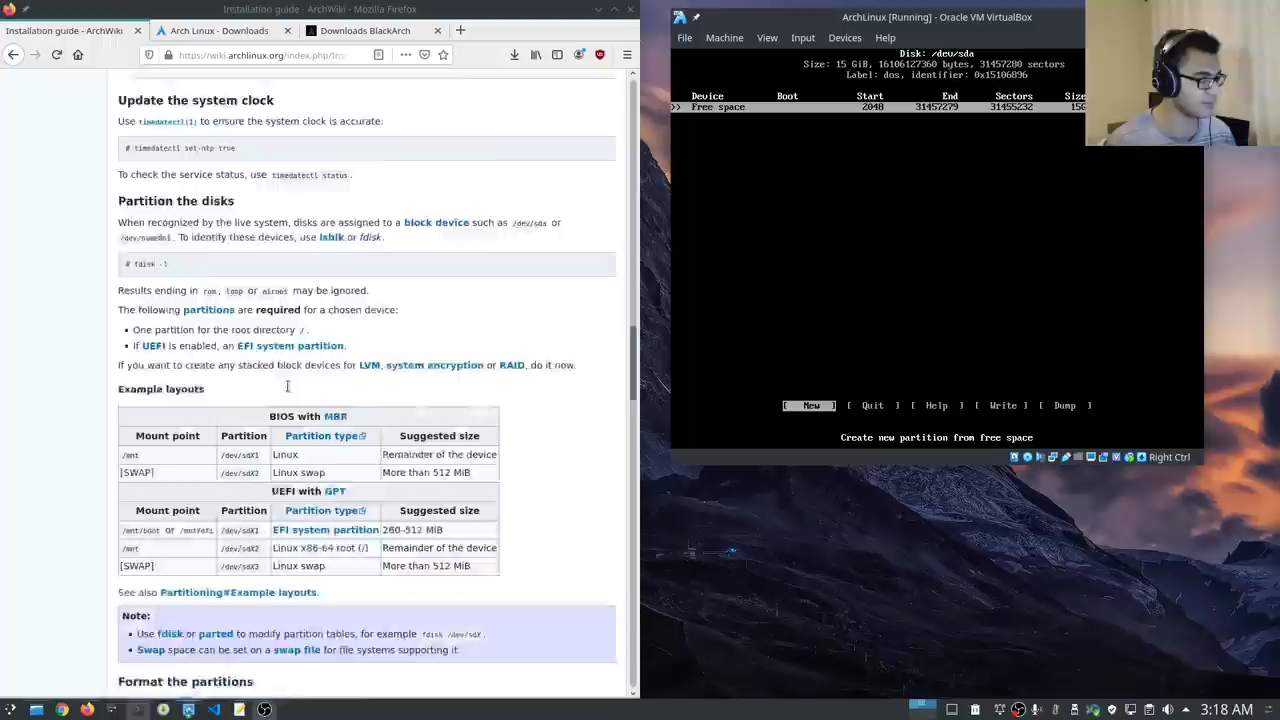 Installation guide - ArchWiki - Mozilla Firefox
Installation guide - ArchWiki
Arch Linux - Downloads
Downloads BlackArch
https://wiki.archlinux.org/Ins
Update the system clock
Use timedatectl(1) to ensure the system clock is accurate:
# timedatectl set-ntp true
To check the service status, use timedatectl status.
Partition the disks
When recognized by the live system, disks are assigned to a block device such as /dev/sda or
/dev/nvme0n1. To identify these devices, use lsblk or fdisk.
# fdisk -l
Results ending in rom, loop or airoot may be ignored.
The following partitions are required for a chosen device:
• One partition for the root directory /.
• If UEFI is enabled, an EFI system partition.
If you want to create any stacked block devices for LVM, system encryption or RAID, do it now.
Example layouts
BIOS with MBR
Mount point Partition Partition type Suggested size
/mnt /dev/sdX1 Linux Remainder of the device
[SWAP] /dev/sdX2 Linux swap More than 512 MiB
UEFI with GPT
Mount point Partition Partition type Suggested size
/mnt/boot or /mnt/efi /dev/sdX1 EFI system partition 260–512 MiB
/mnt /dev/sdX2 Linux x86-64 root (/) Remainder of the device
[SWAP] /dev/sdX3 Linux swap More than 512 MiB
See also Partitioning#Example layouts.
Note:
• Use fdisk or parted to modify partition tables, for example fdisk /dev/sdX.
• Swap space can be set on a swap file for file systems supporting it
Format the partitions
ArchLinux [Running] - Oracle VM VirtualBox
File Machine View Input Devices Help
Disk: /dev/sda
Size: 15 GiB, 16106127360 bytes, 31457280 sectors
Label: dos, identifier: 0x15106896
Device Boot Start End Sectors Size
>> Free space 2048 31457279 31455232 15G
[ New ] [ Quit ] [ Help ] [ Write ] [ Dump ]
Create new partition from free space
Right Ctrl
3:18 AM